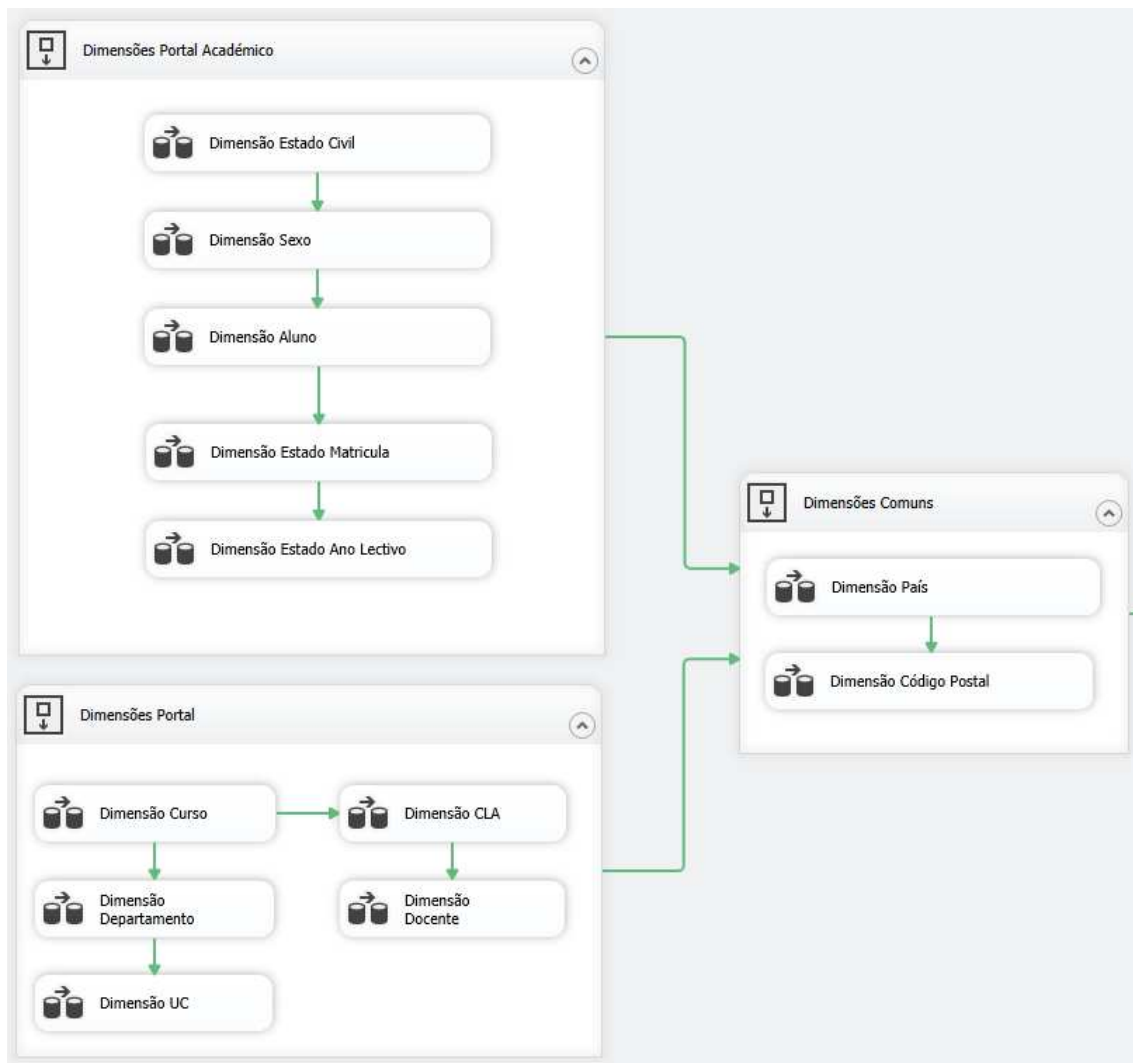 Dimensões Portal Académico
Dimensão Estado Civil
Dimensão Sexo
Dimensão Aluno
Dimensão Estado Matricula
Dimensão Estado Ano Lectivo
Dimensões Comuns
Dimensão País
Dimensão Código Postal
Dimensões Portal
Dimensão Curso
Dimensão CLA
Dimensão
Departamento
Dimensão
Docente
Dimensão UC